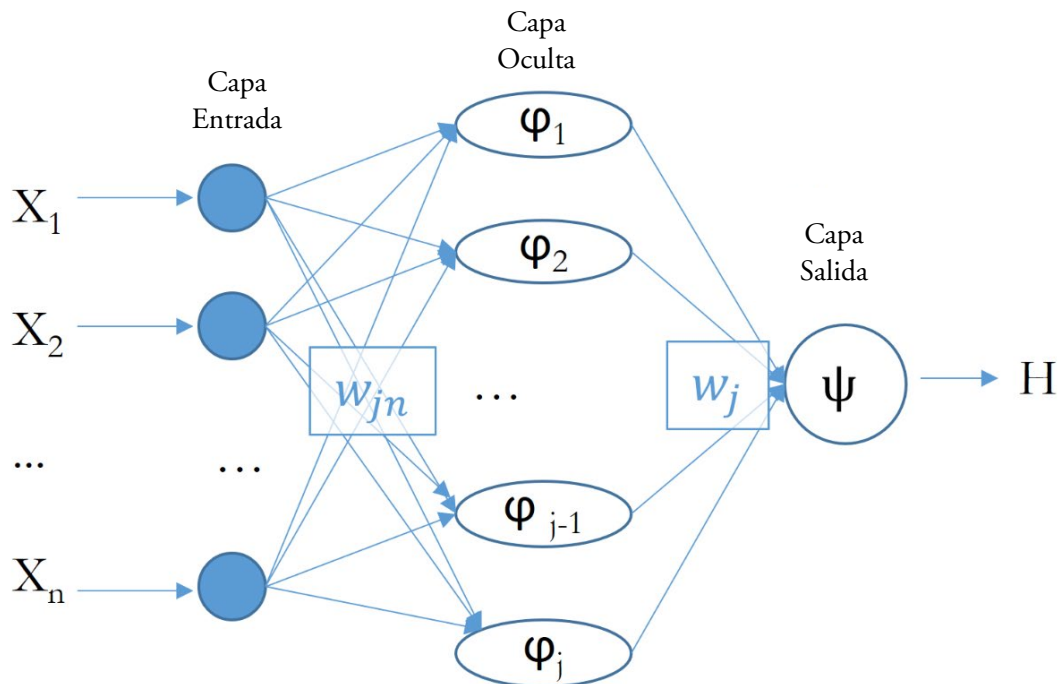 Capa
Oculta
Capa
Entrada
φ1
X1
φ2
Capa
Salida
X2
wjn
...
wj
ψ
H
...
...
φ j-1
Xn
φj